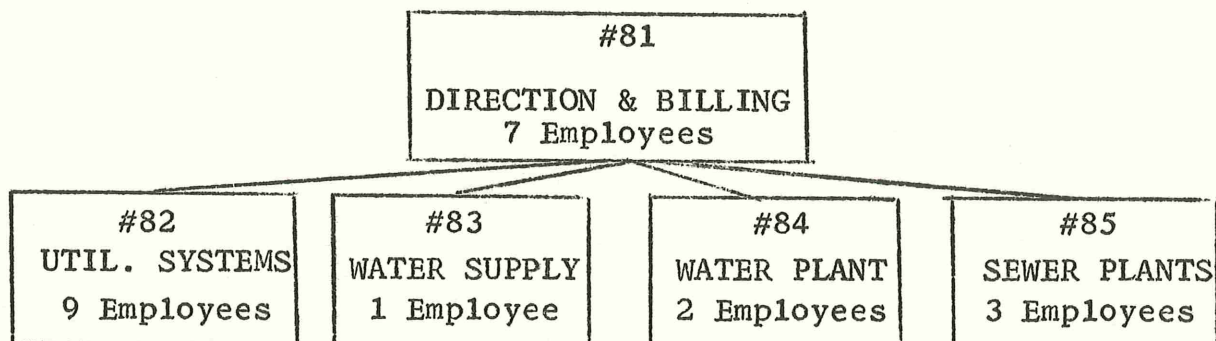 #81
DIRECTION & BILLING
7 Employees
#82
UTIL. SYSTEMS
9 Employees
#83
WATER SUPPLY
1 Employee
#84
WATER PLANT
2 Employees
#85
SEWER PLANTS
3 Employees